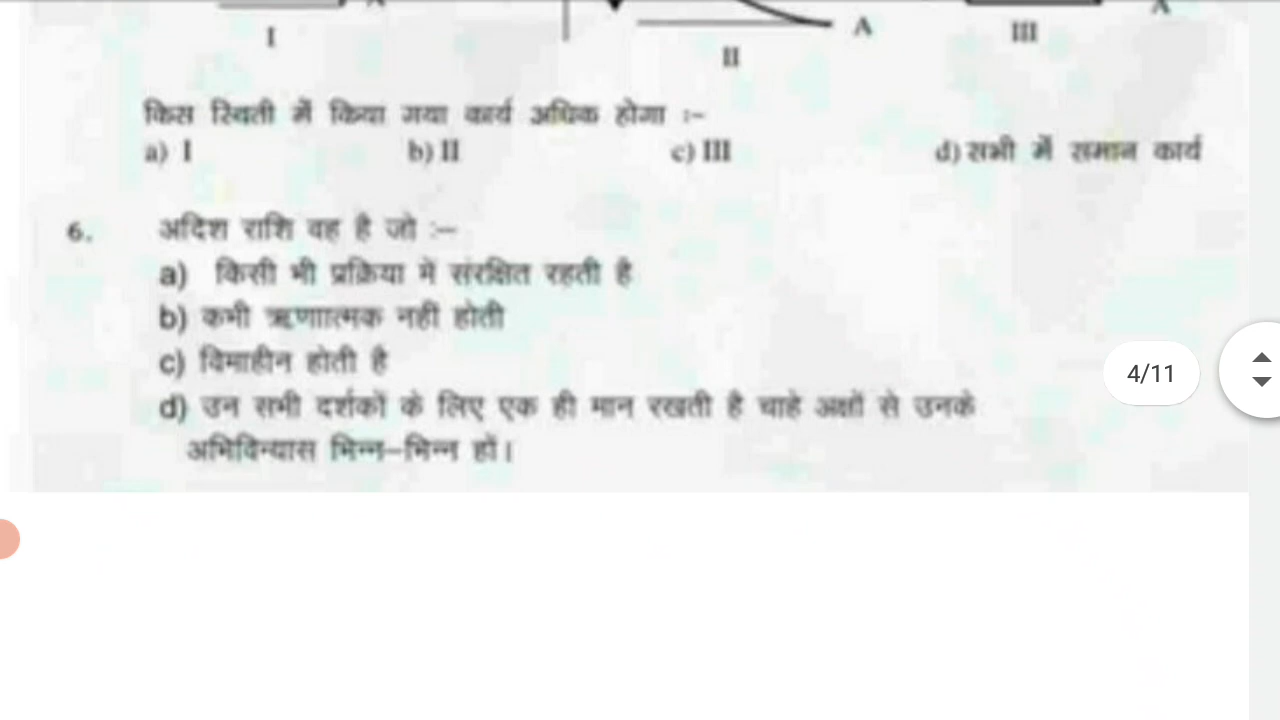 I
A
III
II
किस स्थिती में किया गया कार्य अधिक होगा :-
a) I b) II c) III d) सभी में समान कार्य
6. अदिश राशि वह है जो :–
a) किसी भी प्रक्रिया में संरक्षित रहती है
b) कभी ऋणाात्मक नहीं होती
4/11
c) विमाहीन होती है
d) उन सभी दर्शकों के लिए एक ही मान रखती है चाहे अक्षों से उनके
अभिविन्यास भिन्न–भिन्न हों।